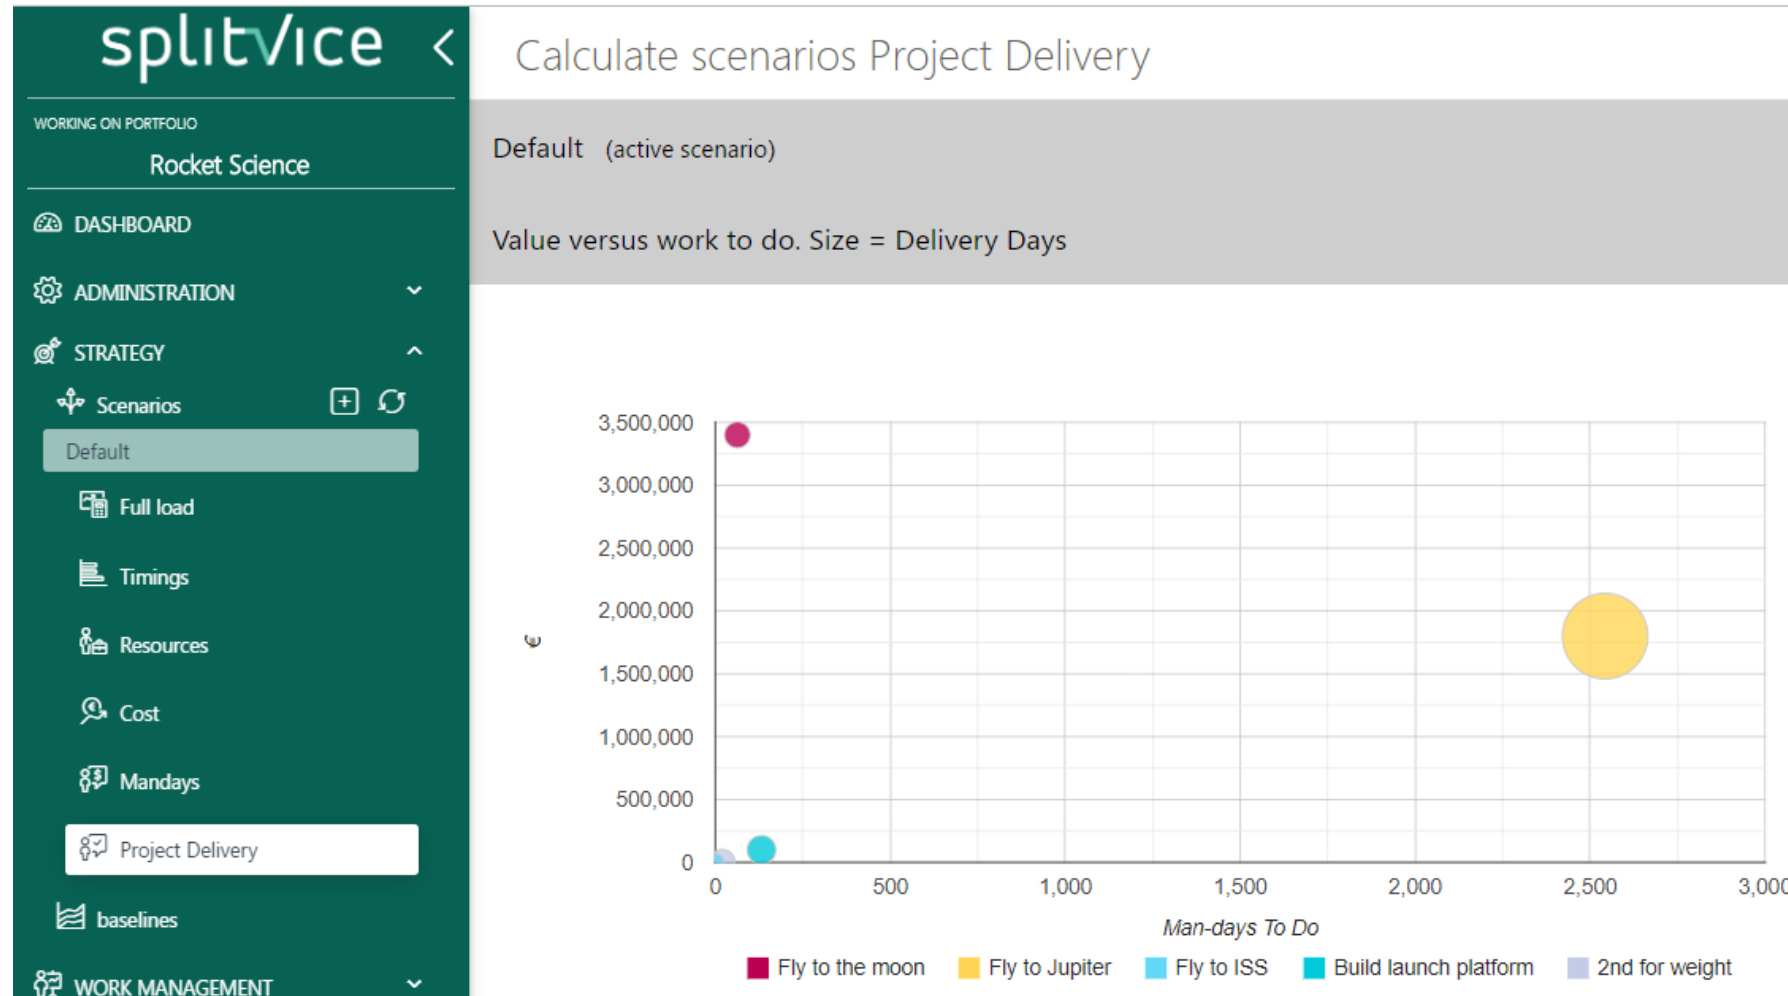 splitvice
WORKING ON PORTFOLIO
Rocket Science
DASHBOARD
ADMINISTRATION
STRATEGY
Scenarios
Default
Full load
Timings
Resources
Cost
Mandays
Project Delivery
baselines
WORK MANAGEMENT
Calculate scenarios Project Delivery
Default (active scenario)
Value versus work to do. Size = Delivery Days
3,500,000
3,000,000
2,500,000
2,000,000
1,500,000
1,000,000
500,000
0
€
0 500 1,000 1,500 2,000 2,500 3,000
Man-days To Do
Fly to the moon Fly to Jupiter Fly to ISS Build launch platform 2nd for weight